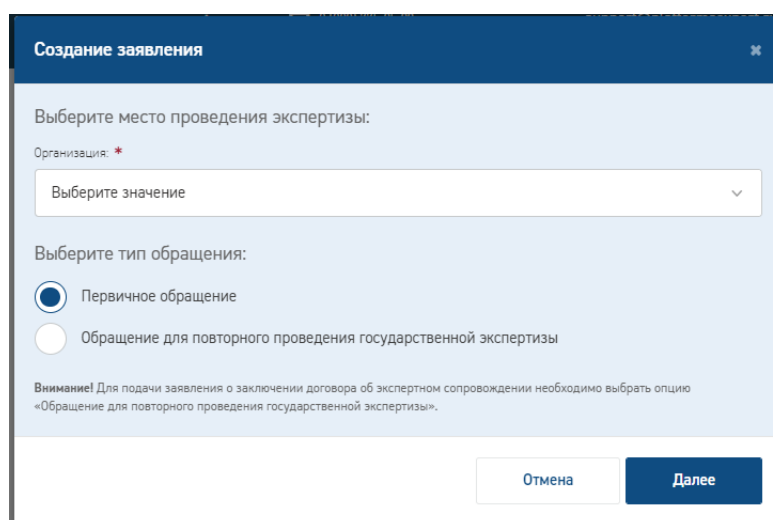 Создание заявления
Выберите место проведения экспертизы:
Организация: *
Выберите значение
Выберите тип обращения:
Первичное обращение
Обращение для повторного проведения государственной экспертизы
Внимание! Для подачи заявления о заключении договора об экспертном сопровождении необходимо выбрать опцию
«Обращение для повторного проведения государственной экспертизы».
Отмена Далее